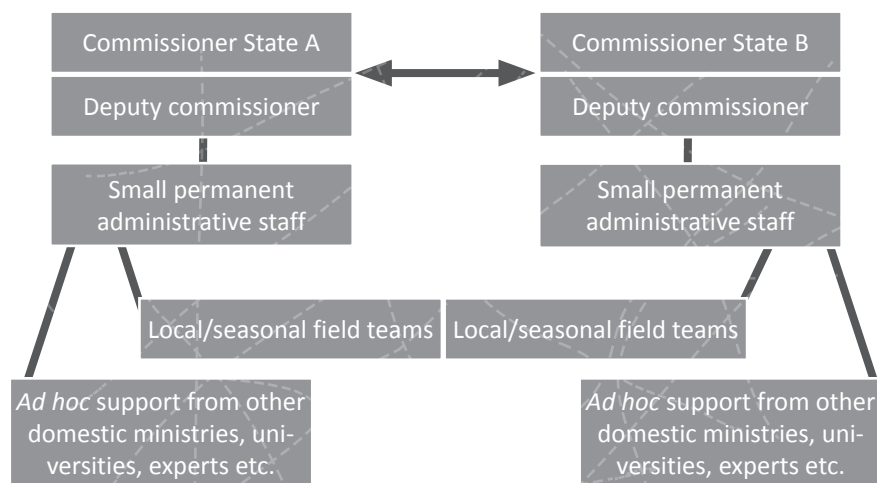 Commissioner State A
Commissioner State B
Deputy commissioner
Deputy commissioner
Small permanent
administrative staff
Small permanent
administrative staff
Local/seasonal field teams
Local/seasonal field teams
Ad hoc support from other
domestic ministries, uni-
versities, experts etc.
Ad hoc support from other
domestic ministries, uni-
versities, experts etc.